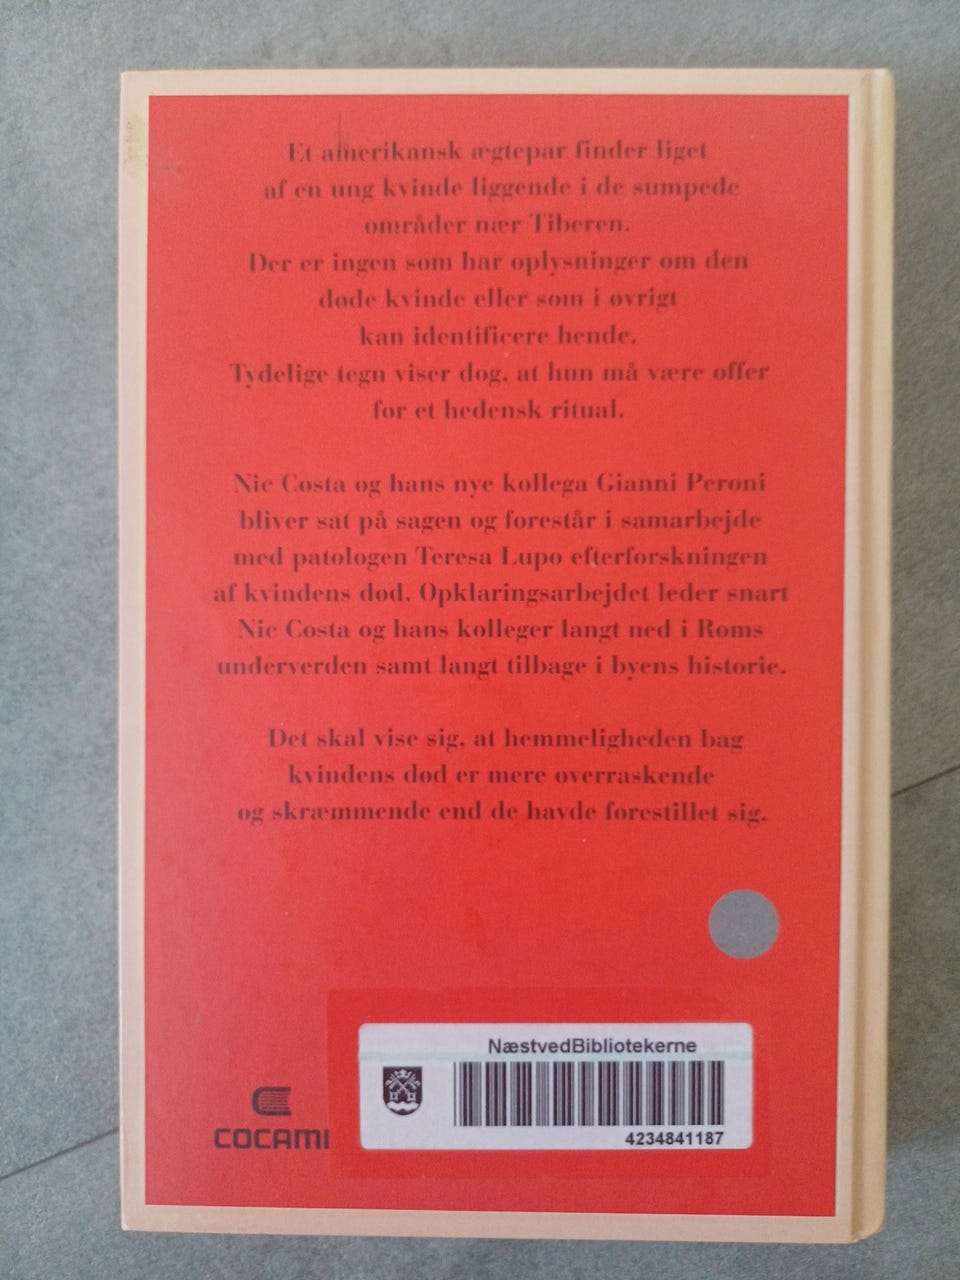 Et amerikansk ægtepar finder liget
af en ung kvinde liggende i de sumpede
områder nær Tiberen.
Der er ingen som har oplysninger om den
døde kvinde eller som i øvrigt
kan identificere hende.
Tydelige tegn viser dog, at hun må være offer
for et hedensk ritual.
Nic Costa og hans nye kollega Gianni Peroni
bliver sat på sagen og forestår i samarbejde
med patologen Teresa Lupo efterforskningen
af kvindens død. Opklaringsarbejdet leder snart
Nic Costa og hans kolleger langt ned i Roms
underverden samt langt tilbage i byens historie.
Det skal vise sig, at hemmeligheden bag
kvindens død er mere overraskende
og skræmmende end de havde forestillet sig.
NæstvedBibliotekerne
4234841187
COCAMI